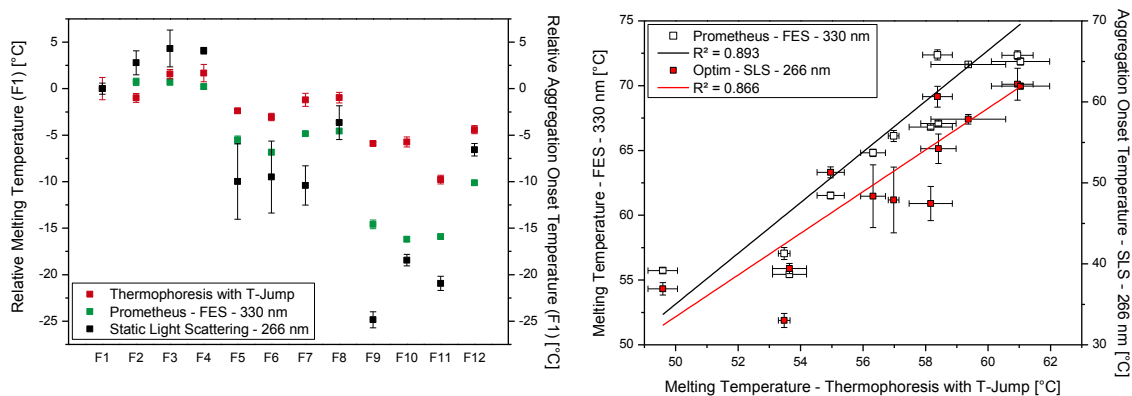 Relative Melting Temperature (F1) [°C]
5
0
-5
-10
-15
-20
-25
5
0
-5
-10
-15
-20
-25
Relative Aggregation Onset Temperature (F1) [°C]
Thermophoresis with T-Jump
Prometheus - FES - 330 nm
Static Light Scattering - 266 nm
F1 F2 F3 F4 F5 F6 F7 F8 F9 F10 F11 F12
Melting Temperature - FES - 330 nm [°C]
75
70
65
60
55
50
Prometheus - FES - 330 nm
R² = 0.893
Optim - SLS - 266 nm
R² = 0.866
70
60
50
40
30
Aggregation Onset Temperature - SLS - 266 nm [°C]
50 52 54 56 58 60 62
Melting Temperature - Thermophoresis with T-Jump [°C]